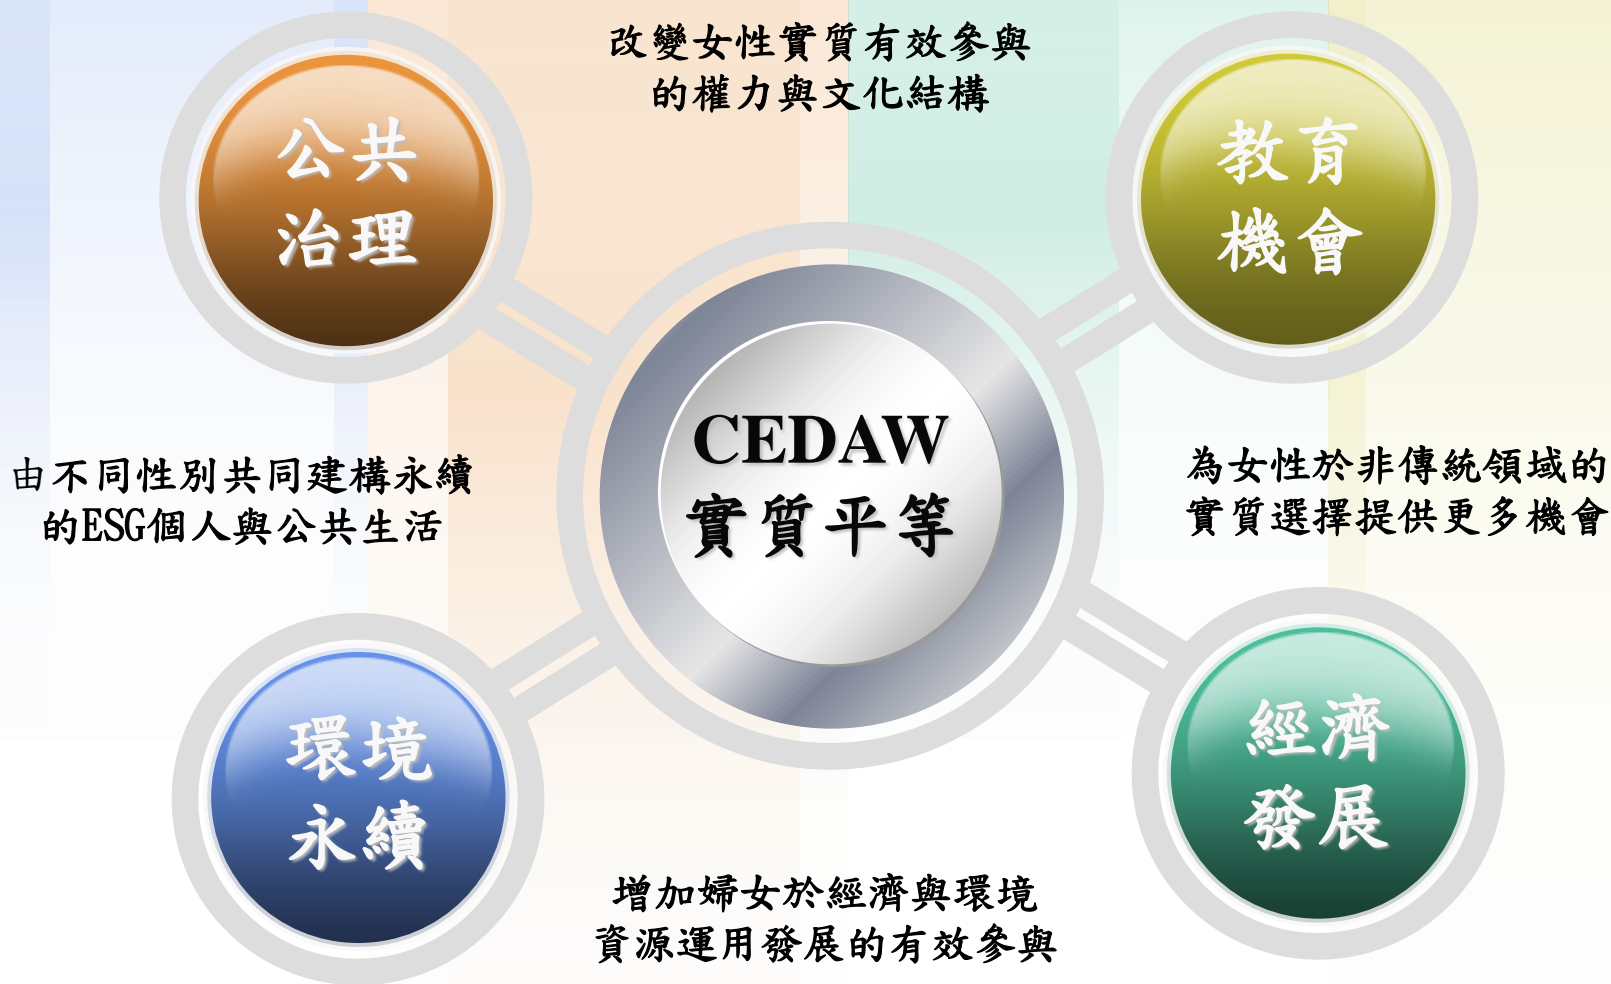 改變女性實質有效參與
的權力與文化結構
公共
治理
教育
機會
CEDAW
實質平等
由不同性別共同建構永續
的ESG個人與公共生活
為女性於非傳統領域的
實質選擇提供更多機會
環境
永續
經濟
發展
增加婦女於經濟與環境
資源運用發展的有效參與